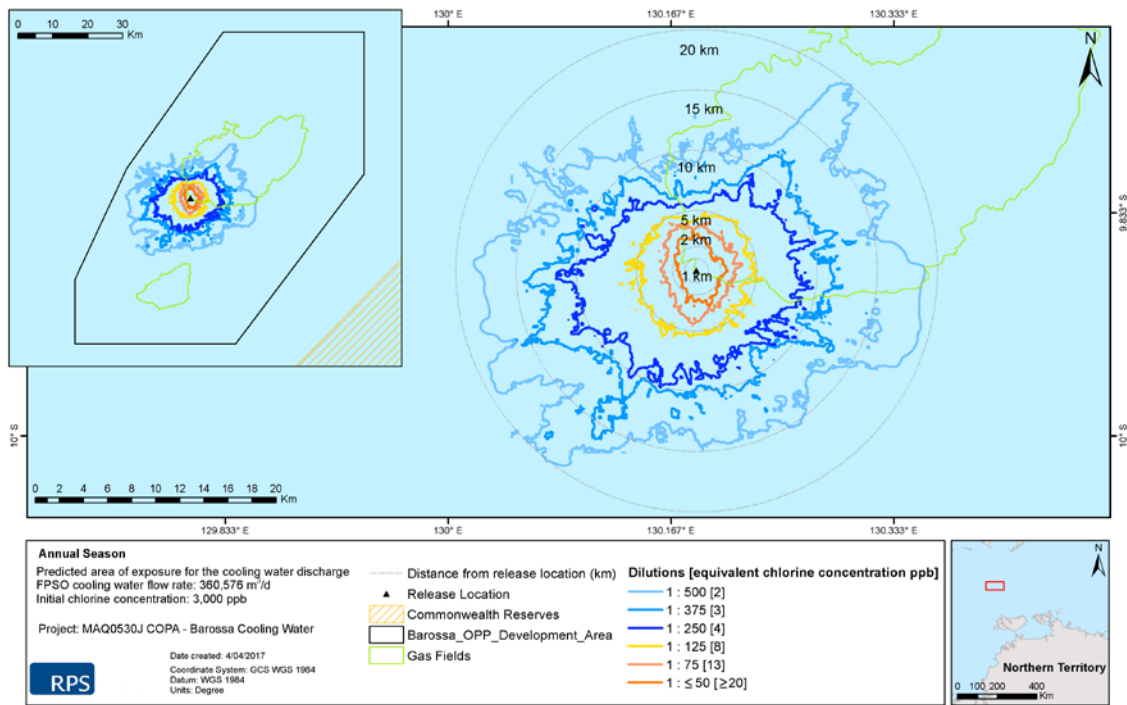 0 5 10 20 30
Km
130° E
130.167° E
130.333° E
N
20 km
15 km
10 km
5 km
2 km
1 km
9.833° S
10° S
10° S
0 2 4 6 8 10 12 14 16 18 20
Km
129.833° E
130° E
130.167° E
130.333° E
Annual Season
Predicted area of exposure for the cooling water discharge
FPSO cooling water flow rate: 360,576 m³/d
Initial chlorine concentration: 3,000 ppb
Project: MAQ0530J COPA - Barossa Cooling Water
Date created: 4/04/2017
Coordinate System: GCS WGS 1984
Datum: WGS 1984
Units: Degree
RPS
Distance from release location (km)
Release Location
Commonwealth Reserves
Barossa_OPP_Development_Area
Gas Fields
Dilutions [equivalent chlorine concentration ppb]
1 : 500 [2]
1 : 375 [3]
1 : 250 [4]
1 : 125 [8]
1 : 75 [13]
1 : ≤ 50 [≥20]
N
Northern Territory
0 100 200 400
Km